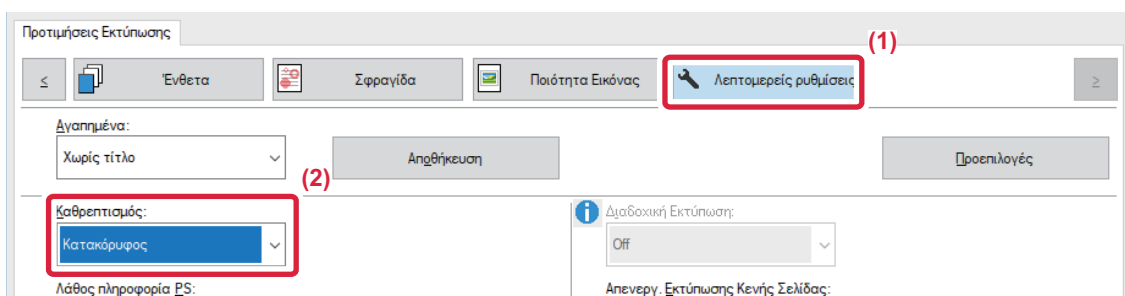 Προτιμήσεις Εκτύπωσης
(1)
≤ Ένθετα Σφραγίδα Ποιότητα Εικόνας Λεπτομερείς ρυθμίσεις ≥
Αγαπημένα:
Χωρίς τίτλο Αποθήκευση Προεπιλογές
(2)
Καθρεπτισμός: Διαδοχική Εκτύπωση:
Κατακόρυφος Off
Λάθος πληροφορία PS: Απενεργ. Εκτύπωσης Κενής Σελίδας: